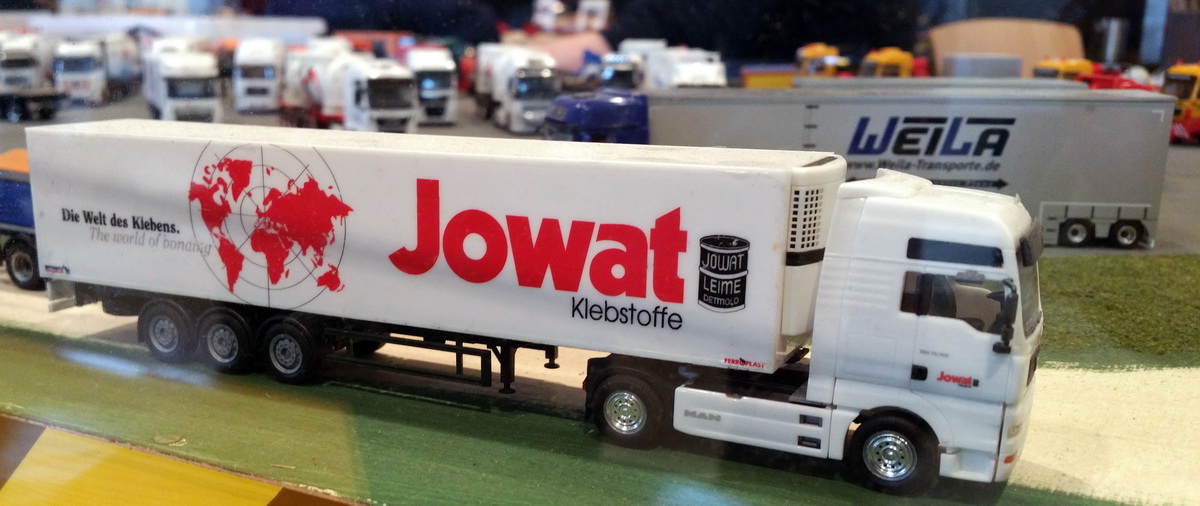 Die Welt des Klebens.
The world of bonding
Jowat
Klebstoffe
JOWAT
LEIME
DETMOLD
FERROPLAST
MAN
Jowat
WEILA
www.Weila-Transporte.de